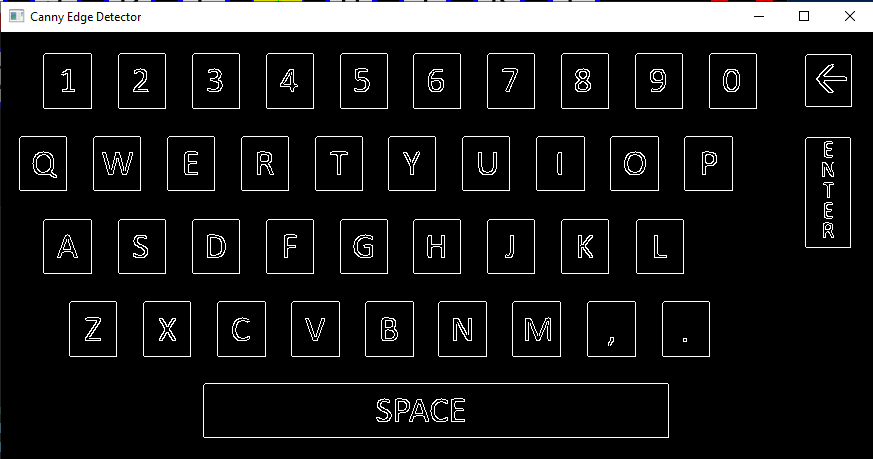 Canny Edge Detector
1 2 3 4 5 6 7 8 9 0 ←
Q W E R T Y U I O P ENTER
A S D F G H J K L
Z X C V B N M , .
SPACE